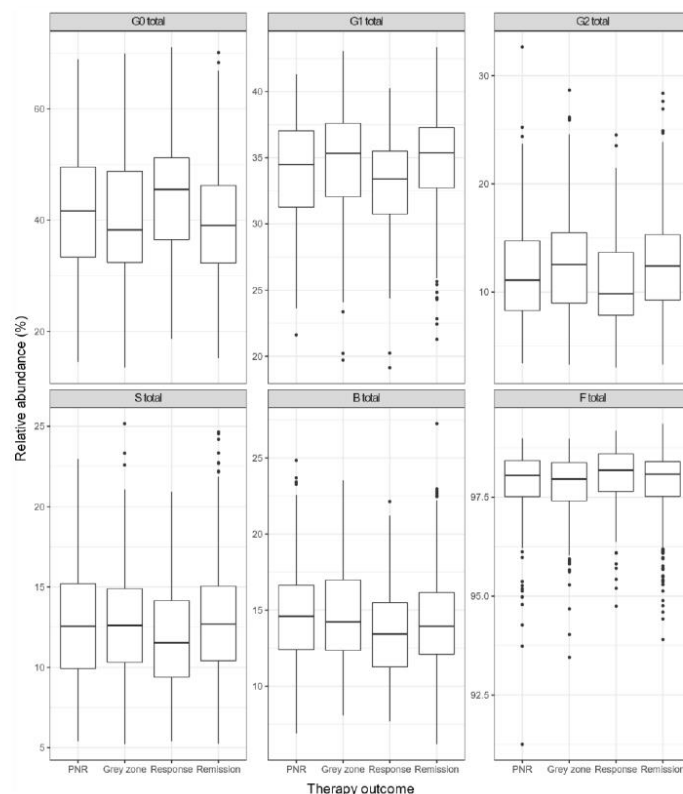 G0 total
G1 total
G2 total
60
40
20
40
35
30
25
20
30
20
10
Relative abundance (%)
S total
B total
F total
25
20
15
10
5
25
20
15
10
97.5
95.0
92.5
PNR Grey zone Response Remission
PNR Grey zone Response Remission
PNR Grey zone Response Remission
Therapy outcome